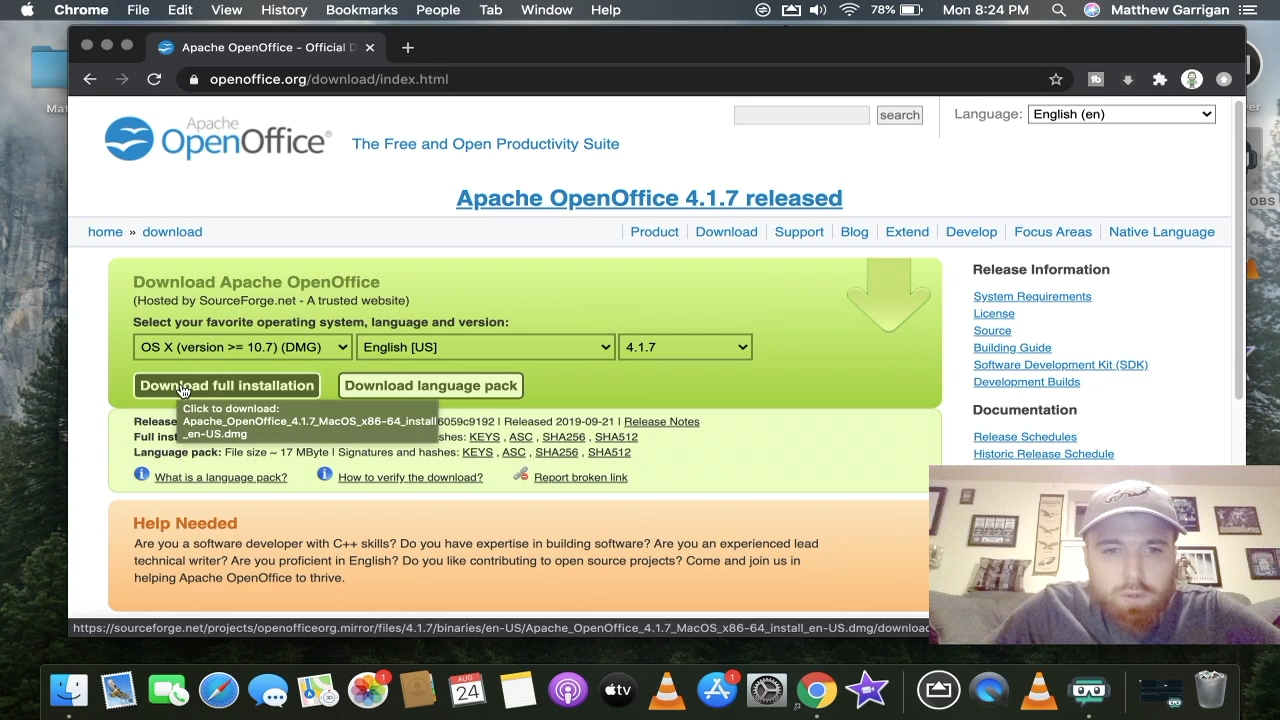 Chrome File Edit View History Bookmarks People Tab Window Help 78% Mon 8:24 PM Matthew Garrigan
Apache OpenOffice - Official D
openoffice.org/download/index.html
Apache
OpenOffice
The Free and Open Productivity Suite
search
Language: English (en)
Apache OpenOffice 4.1.7 released
home » download
Product Download Support Blog Extend Develop Focus Areas Native Language
Download Apache OpenOffice
(Hosted by SourceForge.net - A trusted website)
Select your favorite operating system, language and version:
OS X (version >= 10.7) (DMG) English [US] 4.1.7
Download full installation Download language pack
Click to download:
Apache_OpenOffice_4.1.7_MacOS_x86-64_install
_en-US.dmg
Release 6059c9192 | Released 2019-09-21 | Release Notes
Full inst shes: KEYS , ASC , SHA256 , SHA512
Language pack: File size ~ 17 MByte | Signatures and hashes: KEYS , ASC , SHA256 , SHA512
What is a language pack? How to verify the download? Report broken link
Help Needed
Are you a software developer with C++ skills? Do you have expertise in building software? Are you an experienced lead
technical writer? Are you proficient in English? Do you like contributing to open source projects? Come and join us in
helping Apache OpenOffice to thrive.
Release Information
System Requirements
License
Source
Building Guide
Software Development Kit (SDK)
Development Builds
Documentation
Release Schedules
Historic Release Schedule
https://sourceforge.net/projects/openofficeorg.mirror/files/4.1.7/binaries/en-US/Apache_OpenOffice_4.1.7_MacOS_x86-64_install_en-US.dmg/download
Mat
ver
OBS
AUG
24
tv
1
1